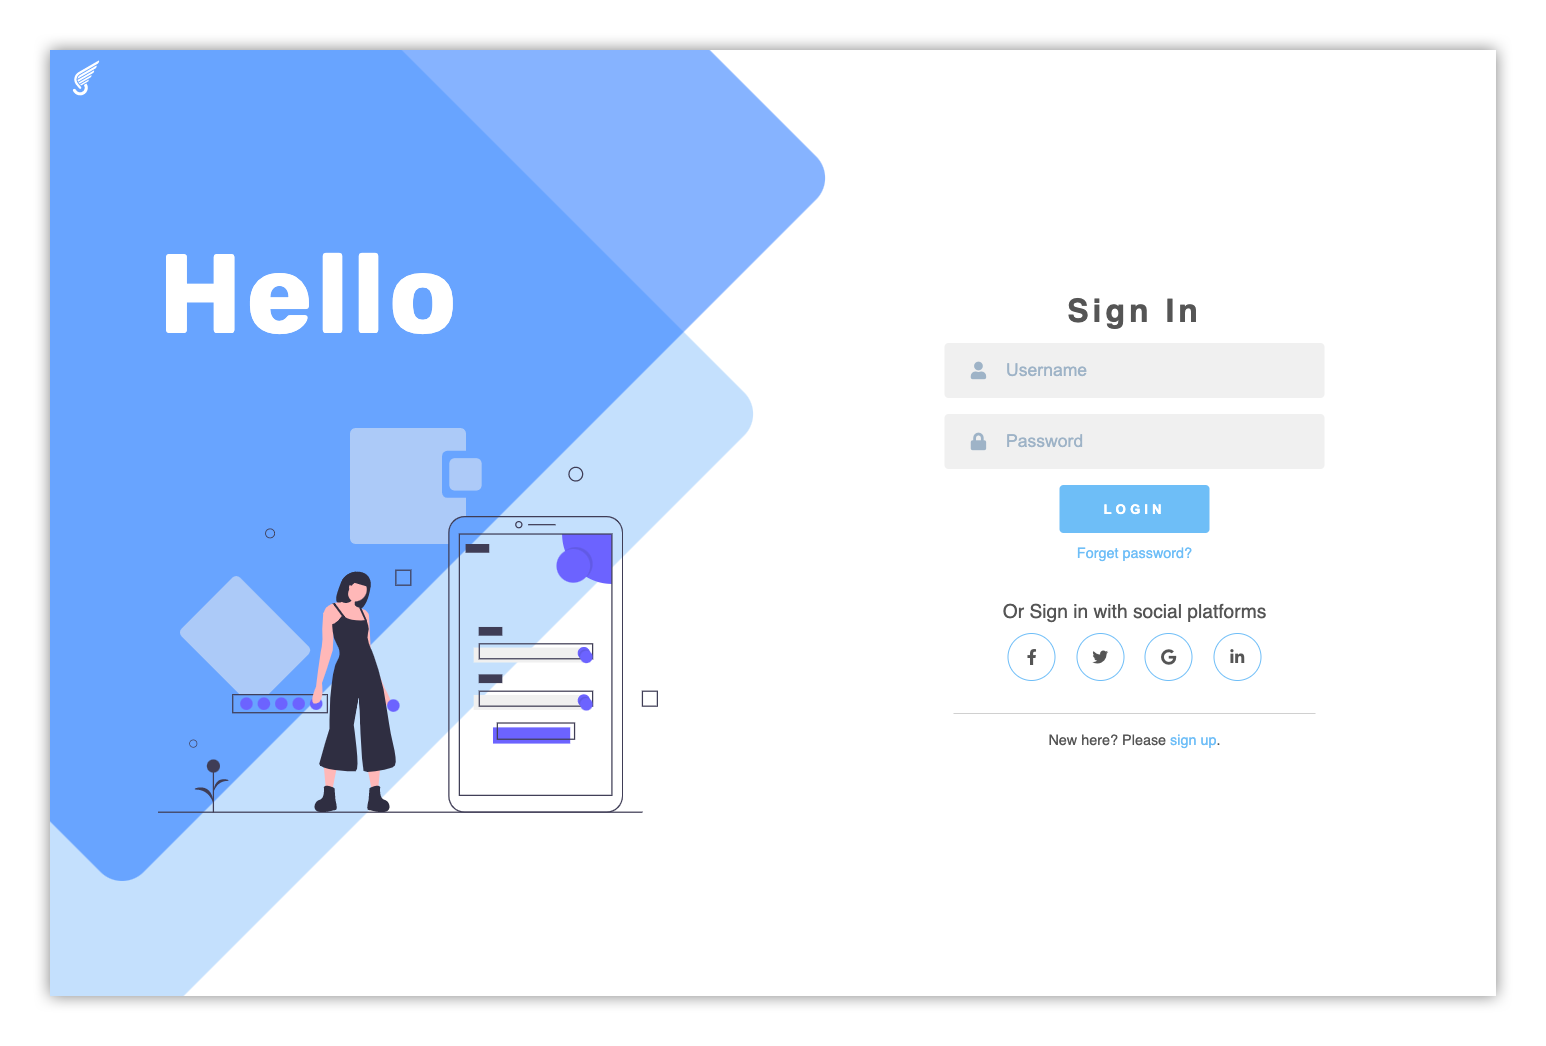 Hello
Sign In
Username
Password
LOGIN
Forget password?
Or Sign in with social platforms
New here? Please sign up.